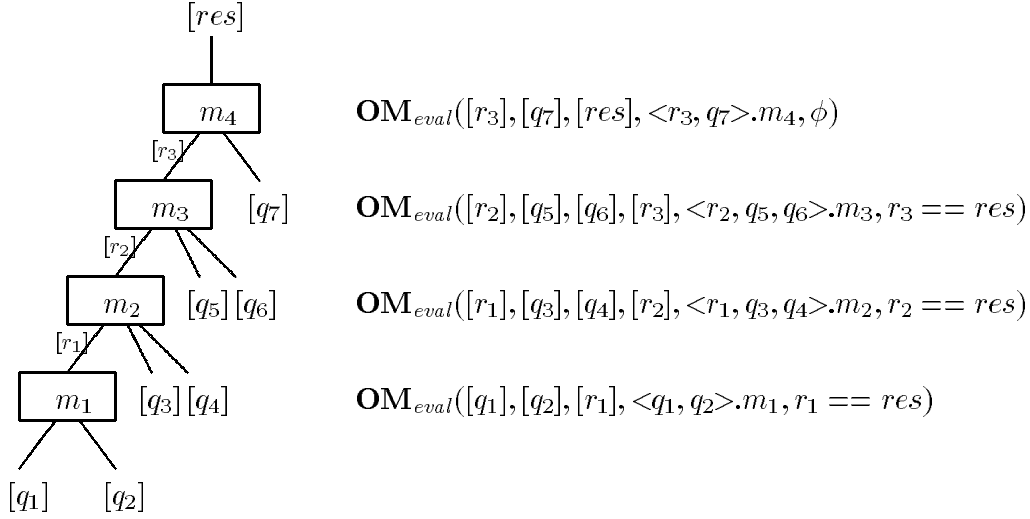 [res]
m₄ OM_eval([r₃],[q₇],[res],<r₃,q₇>.m₄,ϕ)
[r₃]
m₃ [q₇] OM_eval([r₂],[q₅],[q₆],[r₃],<r₂,q₅,q₆>.m₃,r₃ == res)
[r₂]
m₂ [q₅][q₆] OM_eval([r₁],[q₃],[q₄],[r₂],<r₁,q₃,q₄>.m₂,r₂ == res)
[r₁]
m₁ [q₃][q₄] OM_eval([q₁],[q₂],[r₁],<q₁,q₂>.m₁,r₁ == res)
[q₁] [q₂]